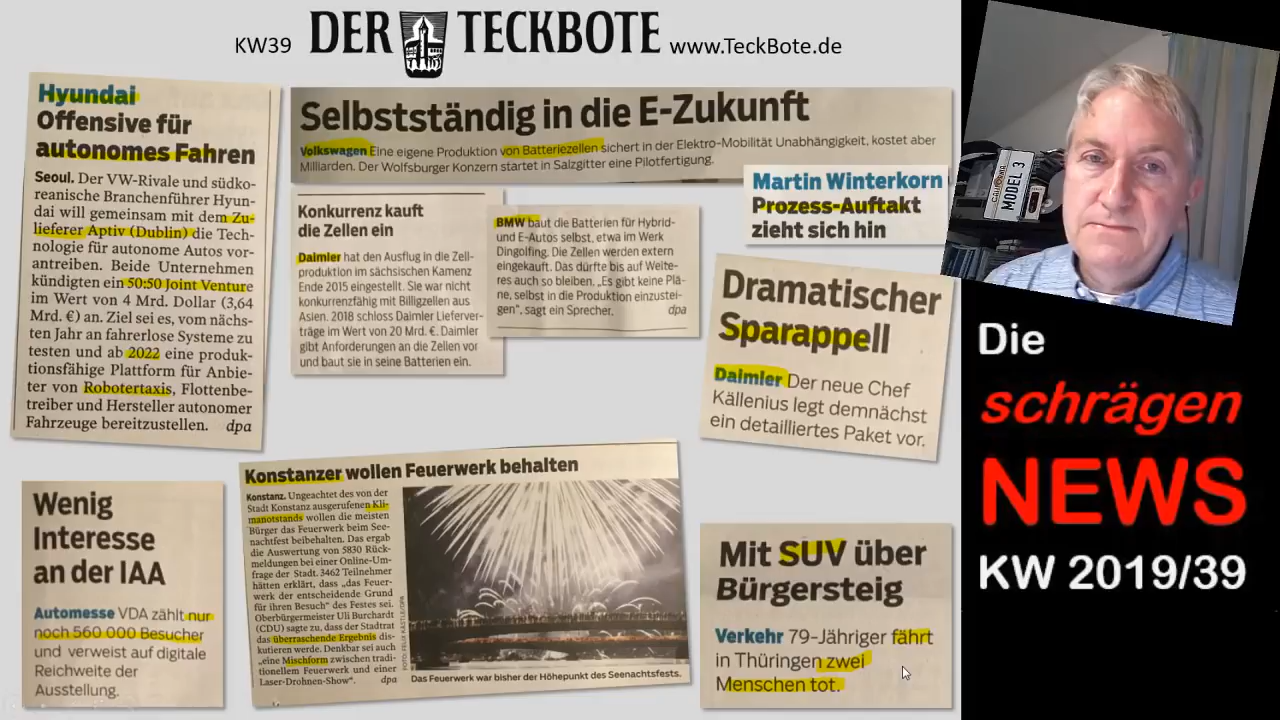 KW39 DER TECKBOTE www.TeckBote.de
Hyundai
Offensive für
autonomes Fahren
Seoul. Der VW-Rivale und südko-
reanische Branchenführer Hyun-
dai will gemeinsam mit dem Zu-
lieferer Aptiv (Dublin) die Tech-
nologie für autonome Autos vor-
antreiben. Beide Unternehmen
kündigten ein 50:50 Joint Venture
im Wert von 4 Mrd. Dollar (3,64
Mrd. €) an. Ziel sei es, vom nächs-
ten Jahr an fahrerlose Systeme zu
testen und ab 2022 eine produk-
tionsfähige Plattform für Anbie-
ter von Robotertaxis, Flottenbe-
treiber und Hersteller autonomer
Fahrzeuge bereitzustellen. dpa
Selbstständig in die E-Zukunft
Volkswagen Eine eigene Produktion von Batteriezellen sichert in der Elektro-Mobilität Unabhängigkeit, kostet aber
Milliarden. Der Wolfsburger Konzern startet in Salzgitter eine Pilotfertigung.
Konkurrenz kauft
die Zellen ein
Daimler hat den Ausflug in die Zell-
produktion im sächsischen Kamenz
Ende 2015 eingestellt. Sie war nicht
konkurrenzfähig mit Billigzellen aus
Asien. 2018 schloss Daimler Lieferver-
träge im Wert von 20 Mrd. €. Daimler
gibt Anforderungen an die Zellen vor
und baut sie in seine Batterien ein.
BMW baut die Batterien für Hybrid-
und E-Autos selbst, etwa im Werk
Dingolfing. Die Zellen werden extern
eingekauft. Das dürfte bis auf Weite-
res auch so bleiben. „Es gibt keine Plä-
ne, selbst in die Produktion einzustei-
gen“, sagt ein Sprecher. dpa
Martin Winterkorn
Prozess-Auftakt
zieht sich hin
Dramatischer
Sparappell
Daimler Der neue Chef
Källenius legt demnächst
ein detailliertes Paket vor.
Wenig
Interesse
an der IAA
Automesse VDA zählt nur
noch 560 000 Besucher
und verweist auf digitale
Reichweite der
Ausstellung.
Konstanzer wollen Feuerwerk behalten
Konstanz. Ungeachtet des von der
Stadt Konstanz ausgerufenen Kli-
manotstands wollen die meisten
Bürger das Feuerwerk beim See-
nachtfest beibehalten. Das ergab
die Auswertung von 5830 Rück-
meldungen bei einer Online-Um-
frage der Stadt. 3462 Teilnehmer
hätten erklärt, dass „das Feuer-
werk der entscheidende Grund
für ihren Besuch“ des Festes sei.
Oberbürgermeister Uli Burchardt
(CDU) sagte zu, dass der Stadtrat
das überraschende Ergebnis dis-
kutieren werde. Denkbar sei auch
„eine Mischform zwischen tradi-
tionellem Feuerwerk und einer
Laser-Drohnen-Show“. dpa
FOTO: FELIX KÄSTLE/DPA
Das Feuerwerk war bisher der Höhepunkt des Seenachtsfests.
Mit SUV über
Bürgersteig
Verkehr 79-Jähriger fährt
in Thüringen zwei
Menschen tot.
MODEL 3
Die
schrägen
NEWS
KW 2019/39